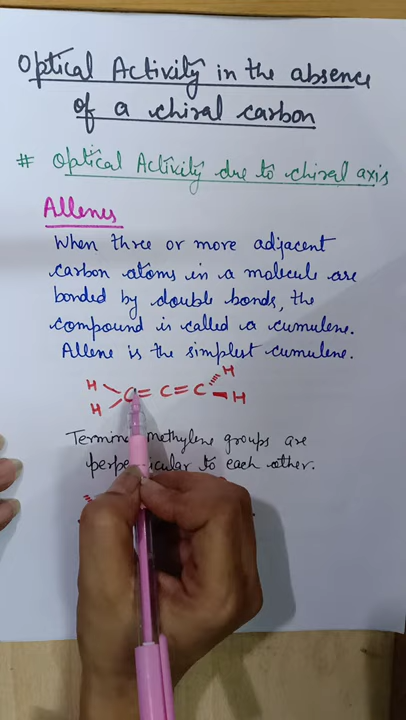 Optical Activity in the absence
of a chiral carbon
# Optical Activity due to chiral axis
Allenes
When three or more adjacent
carbon atoms in a molecule are
bonded by double bonds, the
compound is called a cumulene.
Allene is the simplest cumulene.
H H
C = C = C
H H
methylene groups are
to each other.